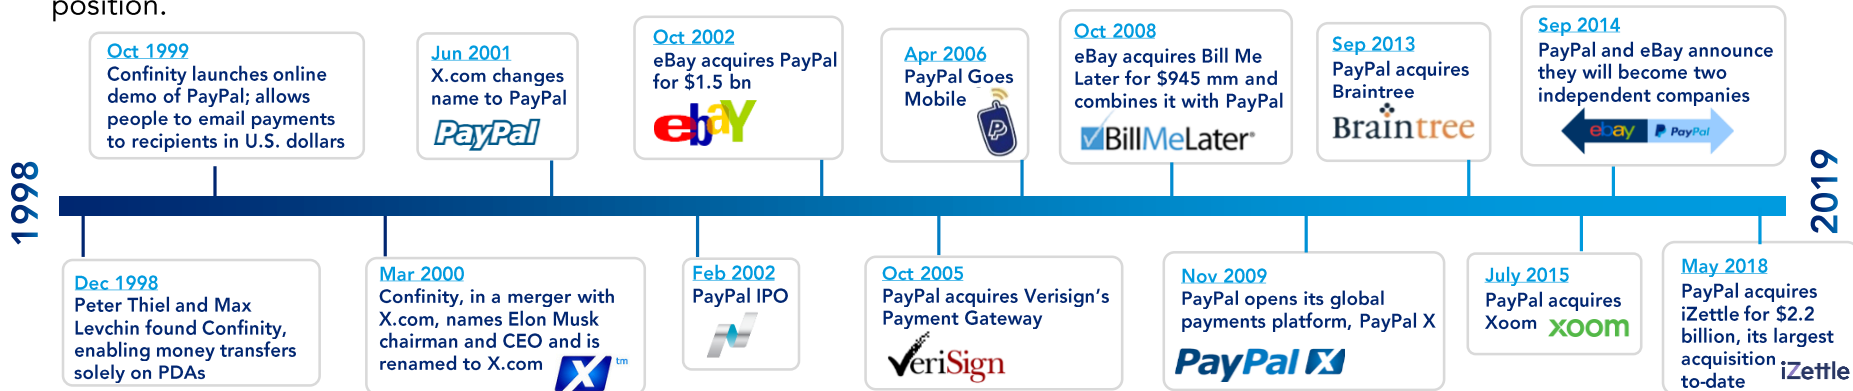 position.
Oct 1999
Confinity launches online
demo of PayPal; allows
people to email payments
to recipients in U.S. dollars
Jun 2001
X.com changes
name to PayPal
PayPal
Oct 2002
eBay acquires PayPal
for $1.5 bn
ebaY
Apr 2006
PayPal Goes
Mobile
Oct 2008
eBay acquires Bill Me
Later for $945 mm and
combines it with PayPal
BillMeLater®
Sep 2013
PayPal acquires
Braintree
Braintree
Sep 2014
PayPal and eBay announce
they will become two
independent companies
ebay PayPal
1998
2019
Dec 1998
Peter Thiel and Max
Levchin found Confinity,
enabling money transfers
solely on PDAs
Mar 2000
Confinity, in a merger with
X.com, names Elon Musk
chairman and CEO and is
renamed to X.com
X ™
Feb 2002
PayPal IPO
Oct 2005
PayPal acquires Verisign’s
Payment Gateway
VeriSign
Nov 2009
PayPal opens its global
payments platform, PayPal X
PayPal X
July 2015
PayPal acquires
Xoom
xoom
May 2018
PayPal acquires
iZettle for $2.2
billion, its largest
acquisition
to-date
iZettle